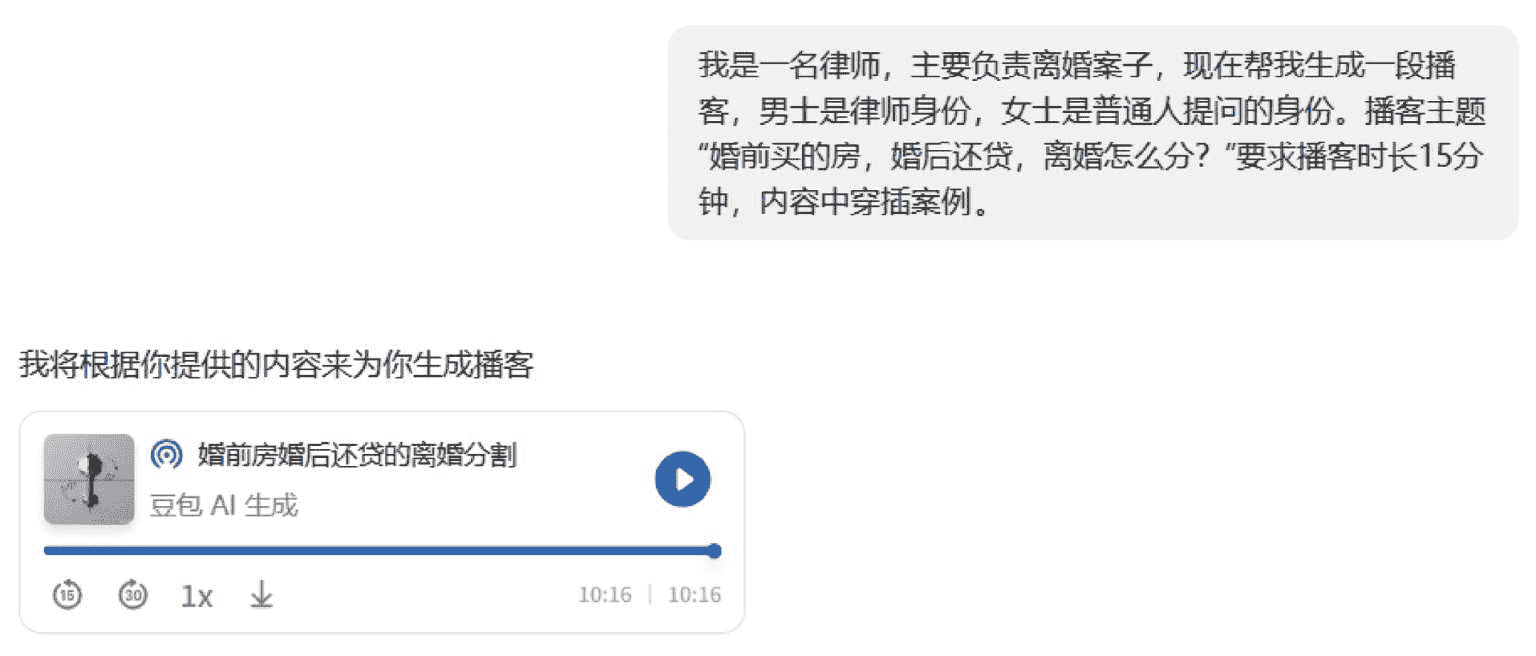 我是一名律师，主要负责离婚案子，现在帮我生成一段播
客，男士是律师身份，女士是普通人提问的身份。播客主题
“婚前买的房，婚后还贷，离婚怎么分？”要求播客时长15分
钟，内容中穿插案例。
我将根据你提供的内容来为你生成播客
婚前房婚后还贷的离婚分割
豆包 AI 生成
15 30 1x 10:16 | 10:16